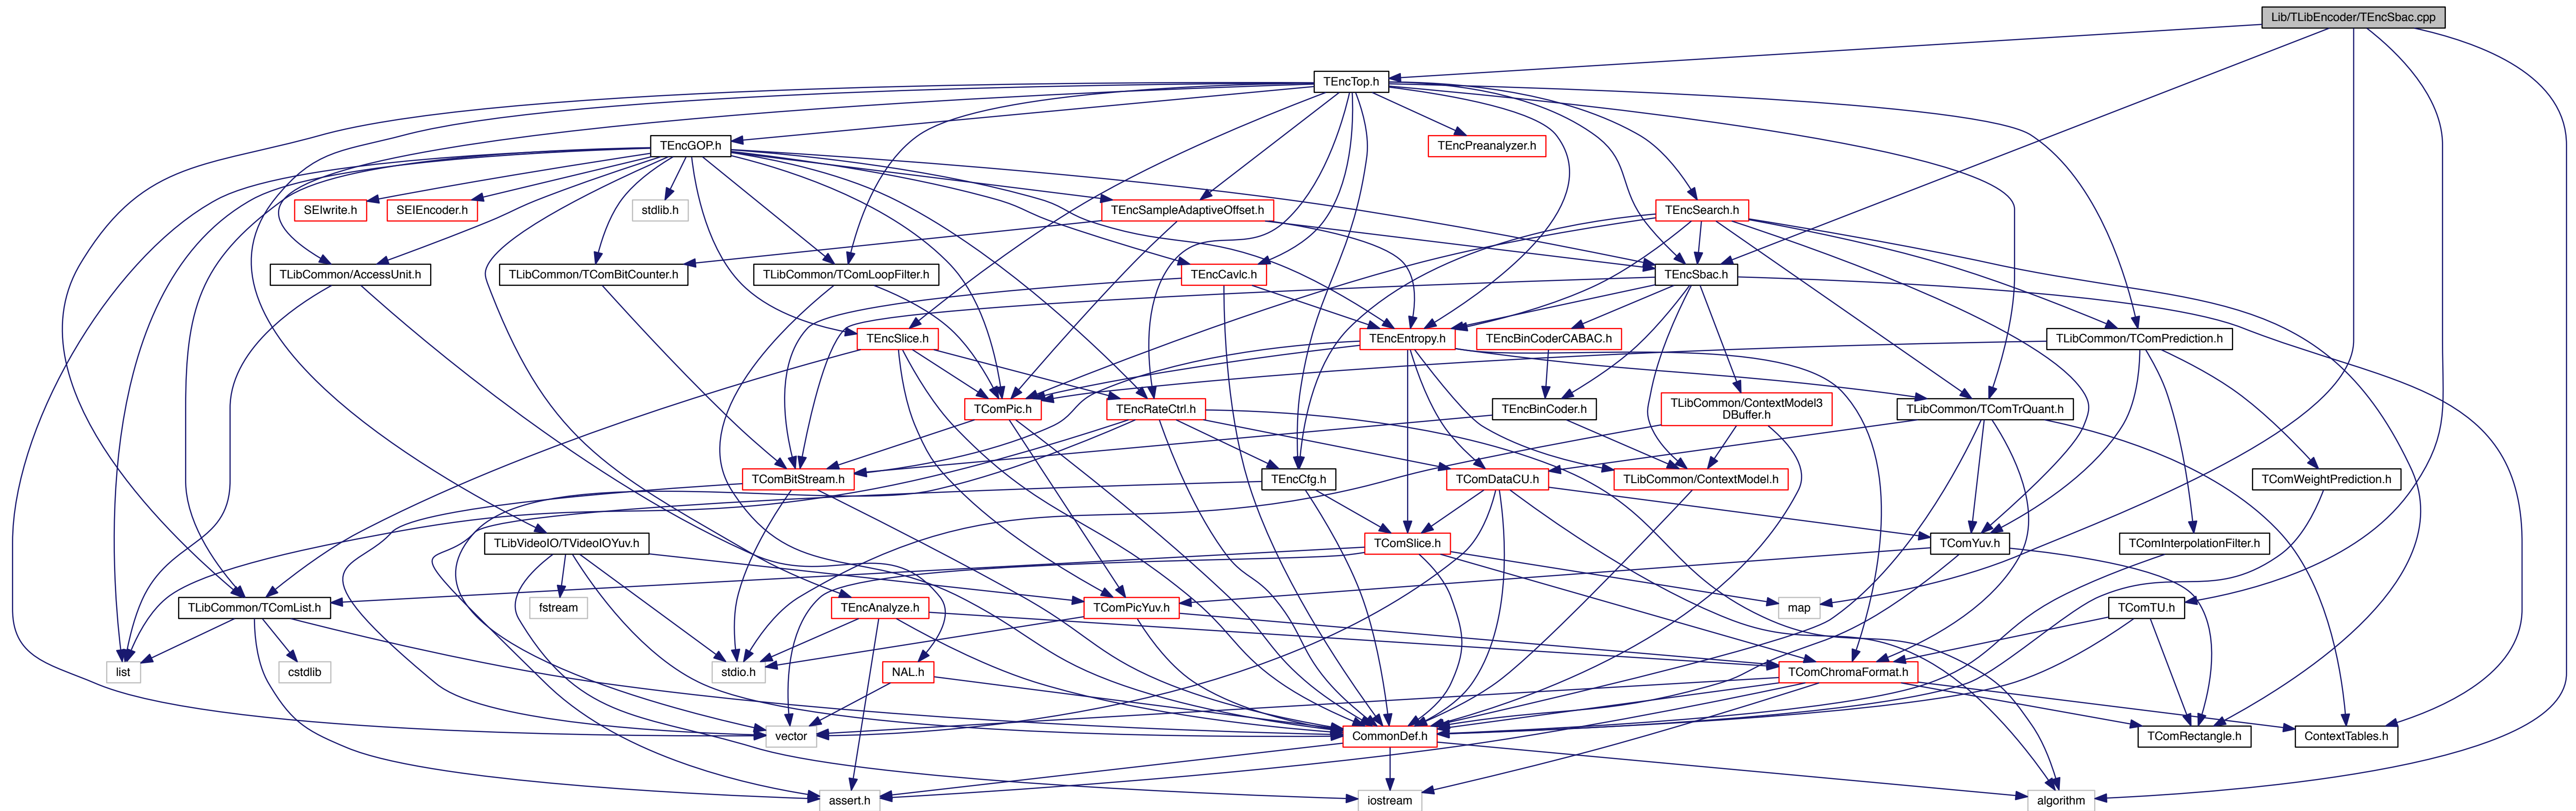 Lib/TLibEncoder/TEncSbac.cpp
TEncTop.h
TEncGOP.h
TEncPreanalyzer.h
SEIwrite.h
SEIEncoder.h
stdlib.h
TEncSampleAdaptiveOffset.h
TEncSearch.h
TLibCommon/AccessUnit.h
TLibCommon/TComBitCounter.h
TLibCommon/TComLoopFilter.h
TEncCavlc.h
TEncSbac.h
TEncSlice.h
TEncEntropy.h
TEncBinCoderCABAC.h
TLibCommon/TComPrediction.h
TComPic.h
TEncRateCtrl.h
TEncBinCoder.h
TLibCommon/ContextModel3
DBuffer.h
TLibCommon/TComTrQuant.h
TComBitStream.h
TEncCfg.h
TComDataCU.h
TLibCommon/ContextModel.h
TComWeightPrediction.h
TLibVideoIO/TVideoIOYuv.h
TComSlice.h
TComYuv.h
TComInterpolationFilter.h
TLibCommon/TComList.h
fstream
TEncAnalyze.h
TComPicYuv.h
map
TComTU.h
list
cstdlib
stdio.h
NAL.h
TComChromaFormat.h
vector
CommonDef.h
TComRectangle.h
ContextTables.h
assert.h
iostream
algorithm